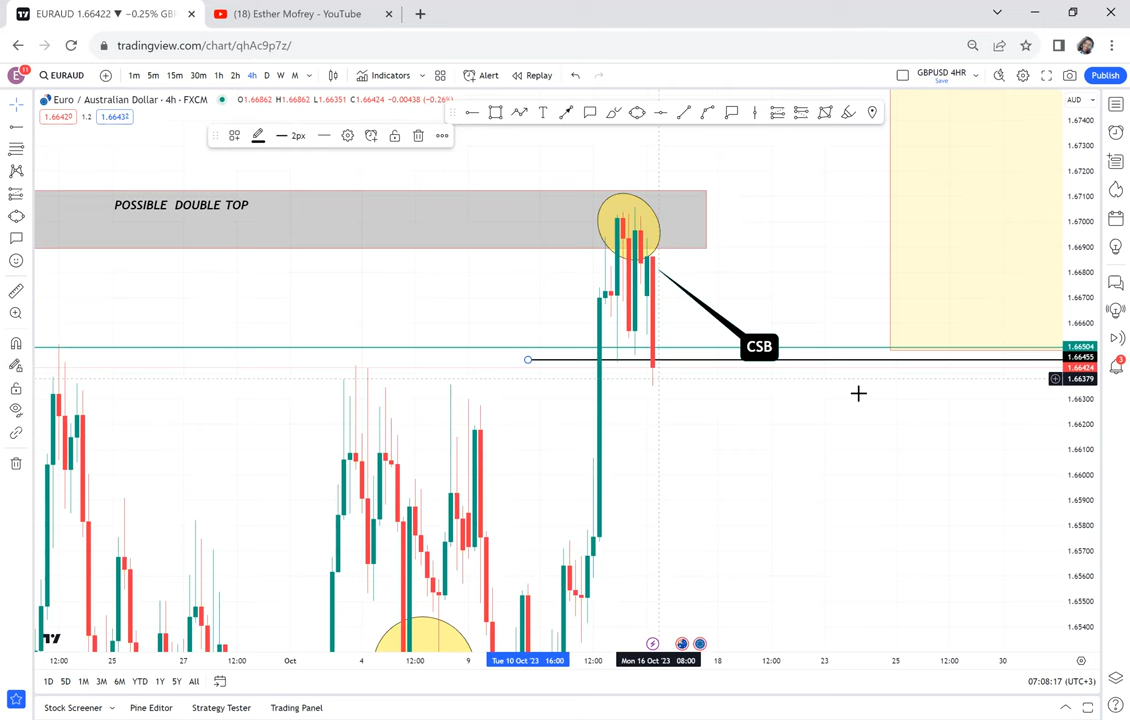 EURAUD 1.66422 ▼ −0.25% GBP
(18) Esther Mofrey - YouTube
tradingview.com/chart/qhAc9p7z/
E 11 EURAUD 1m 5m 15m 30m 1h 2h 4h D W M Indicators Alert Replay GBPUSD 4HR Save Publish
Euro / Australian Dollar · 4h · FXCM O1.66862 H1.66862 L1.66351 C1.66424 −0.00438 (−0.26%) AUD
1.66420 1.2 1.66432
2px
POSSIBLE DOUBLE TOP
CSB
1.67400
1.67300
1.67200
1.67100
1.67000
1.66900
1.66800
1.66700
1.66600
1.66504
1.66455
1.66424
1.66379
1.66300
1.66200
1.66100
1.66000
1.65900
1.65800
1.65700
1.65600
1.65500
1.65400
3
12:00 25 27 12:00 Oct 4 12:00 9 Tue 10 Oct '23 16:00 12:00 Mon 16 Oct '23 08:00 18 12:00 23 25 12:00 30
1D 5D 1M 3M 6M YTD 1Y 5Y All 07:08:17 (UTC+3)
Stock Screener Pine Editor Strategy Tester Trading Panel